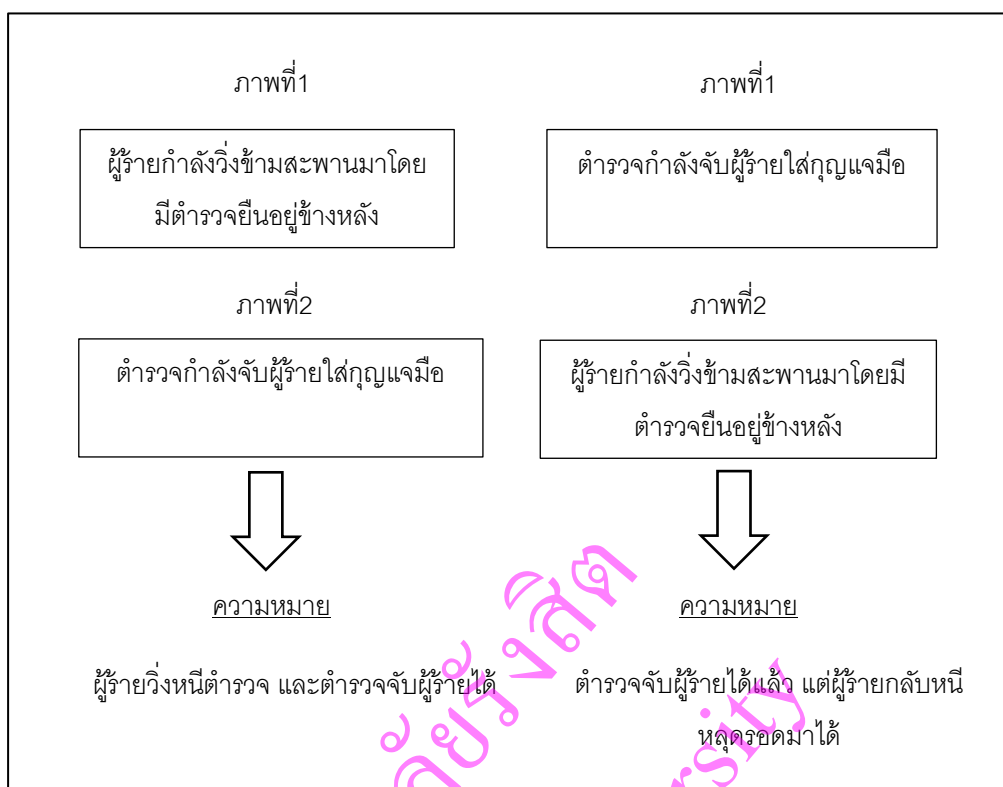 ภาพที่1
ผู้ร้ายกำลังวิ่งข้ามสะพานมาโดย
มีตำรวจยืนอยู่ข้างหลัง
ภาพที่2
ตำรวจกำลังจับผู้ร้ายใส่กุญแจมือ
ความหมาย
ผู้ร้ายวิ่งหนีตำรวจ และตำรวจจับผู้ร้ายได้
ภาพที่1
ตำรวจกำลังจับผู้ร้ายใส่กุญแจมือ
ภาพที่2
ผู้ร้ายกำลังวิ่งข้ามสะพานมาโดยมี
ตำรวจยืนอยู่ข้างหลัง
ความหมาย
ตำรวจจับผู้ร้ายได้แล้ว แต่ผู้ร้ายกลับหนี
หลุดรอดมาได้
ลัยรังสิต
ersity